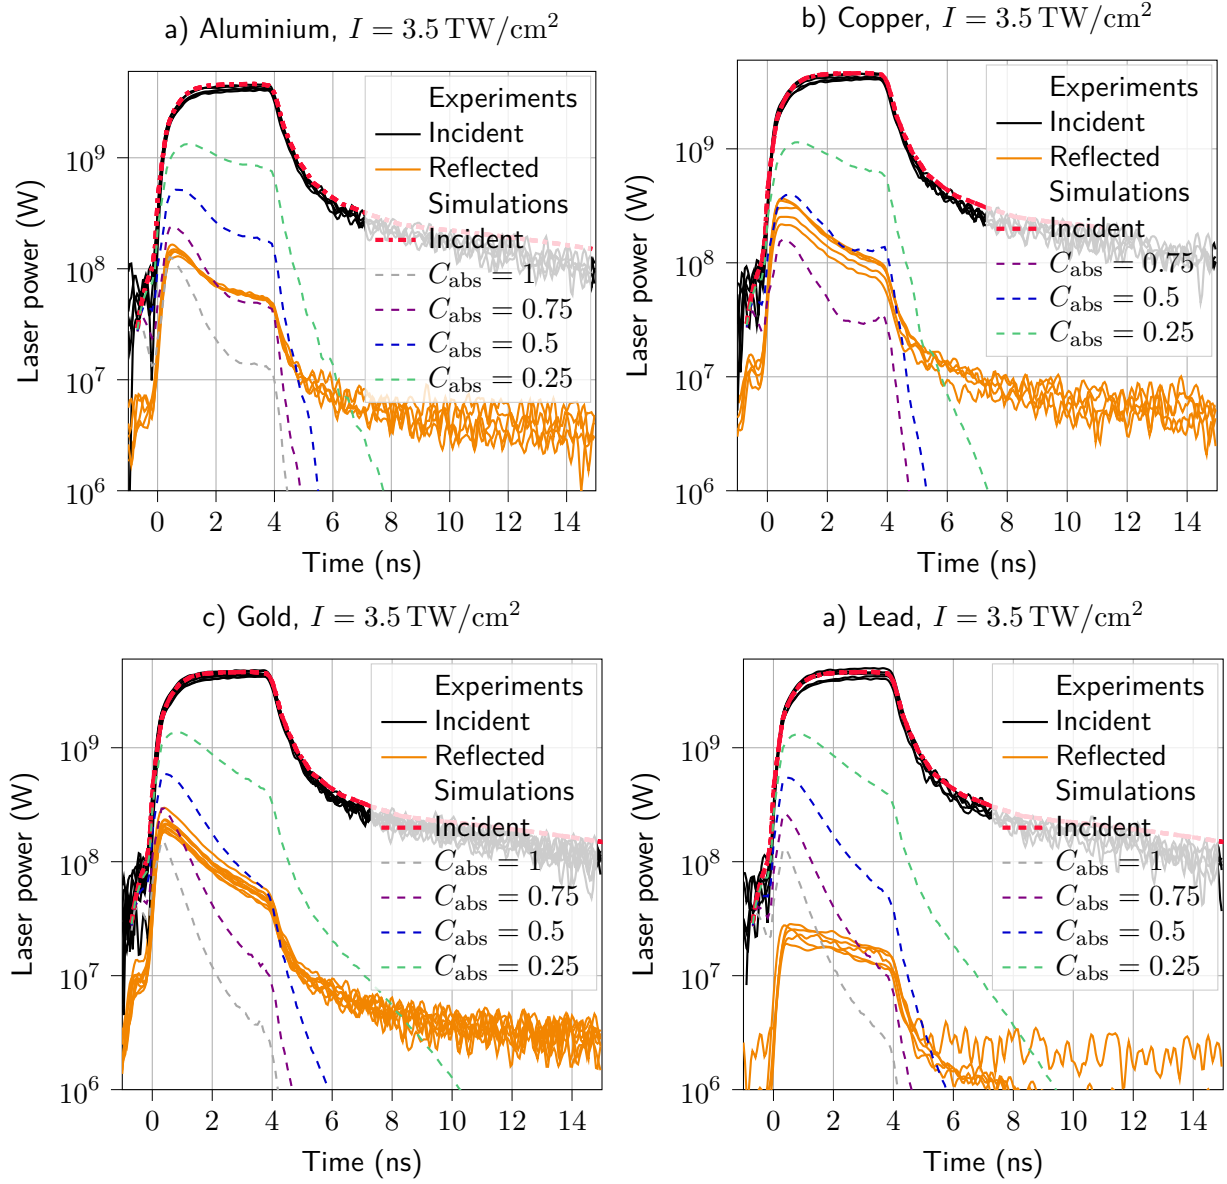 a) Aluminium, I = 3.5 TW/cm²
Laser power (W)
10⁹
10⁸
10⁷
10⁶
Experiments
Incident
Reflected
Simulations
Incident
C_abs = 1
C_abs = 0.75
C_abs = 0.5
C_abs = 0.25
0 2 4 6 8 10 12 14
Time (ns)
b) Copper, I = 3.5 TW/cm²
Laser power (W)
10⁹
10⁸
10⁷
10⁶
Experiments
Incident
Reflected
Simulations
Incident
C_abs = 0.75
C_abs = 0.5
C_abs = 0.25
0 2 4 6 8 10 12 14
Time (ns)
c) Gold, I = 3.5 TW/cm²
Laser power (W)
10⁹
10⁸
10⁷
10⁶
Experiments
Incident
Reflected
Simulations
Incident
C_abs = 1
C_abs = 0.75
C_abs = 0.5
C_abs = 0.25
0 2 4 6 8 10 12 14
Time (ns)
a) Lead, I = 3.5 TW/cm²
Laser power (W)
10⁹
10⁸
10⁷
10⁶
Experiments
Incident
Reflected
Simulations
Incident
C_abs = 1
C_abs = 0.75
C_abs = 0.5
C_abs = 0.25
0 2 4 6 8 10 12 14
Time (ns)